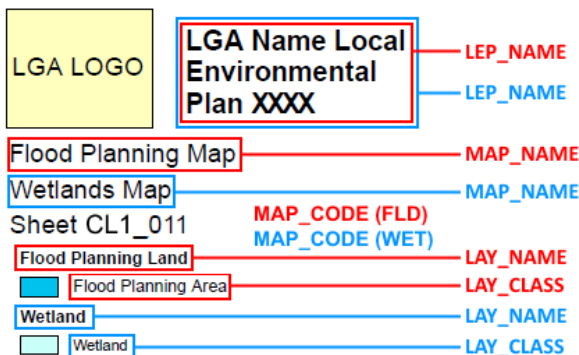 LGA LOGO
LGA Name Local
Environmental
Plan XXXX
LEP_NAME
LEP_NAME
Flood Planning Map
MAP_NAME
Wetlands Map
MAP_NAME
Sheet CL1_011
MAP_CODE (FLD)
MAP_CODE (WET)
Flood Planning Land
LAY_NAME
Flood Planning Area
LAY_CLASS
Wetland
LAY_NAME
Wetland
LAY_CLASS